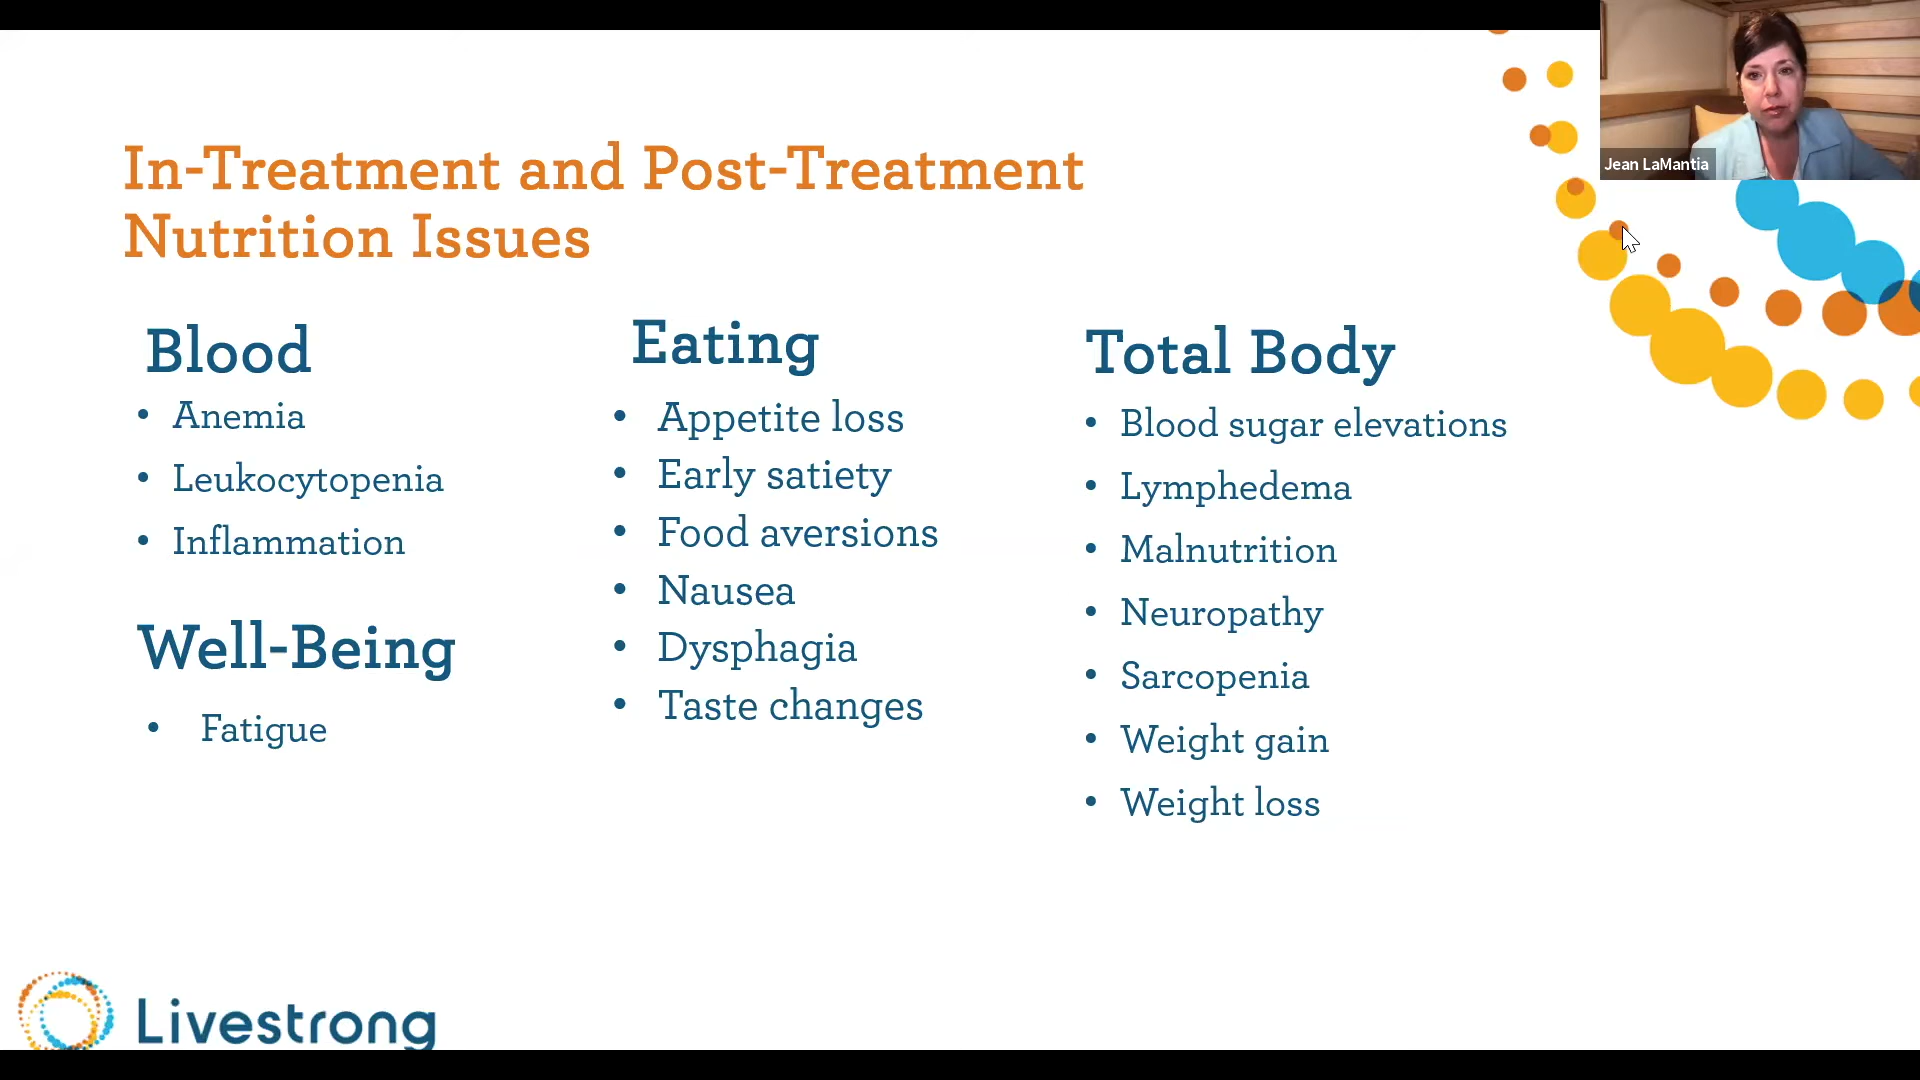 Jean LaMantia
In-Treatment and Post-Treatment
Nutrition Issues
Blood
• Anemia
• Leukocytopenia
• Inflammation
Well-Being
• Fatigue
Eating
• Appetite loss
• Early satiety
• Food aversions
• Nausea
• Dysphagia
• Taste changes
Total Body
• Blood sugar elevations
• Lymphedema
• Malnutrition
• Neuropathy
• Sarcopenia
• Weight gain
• Weight loss
Livestrong